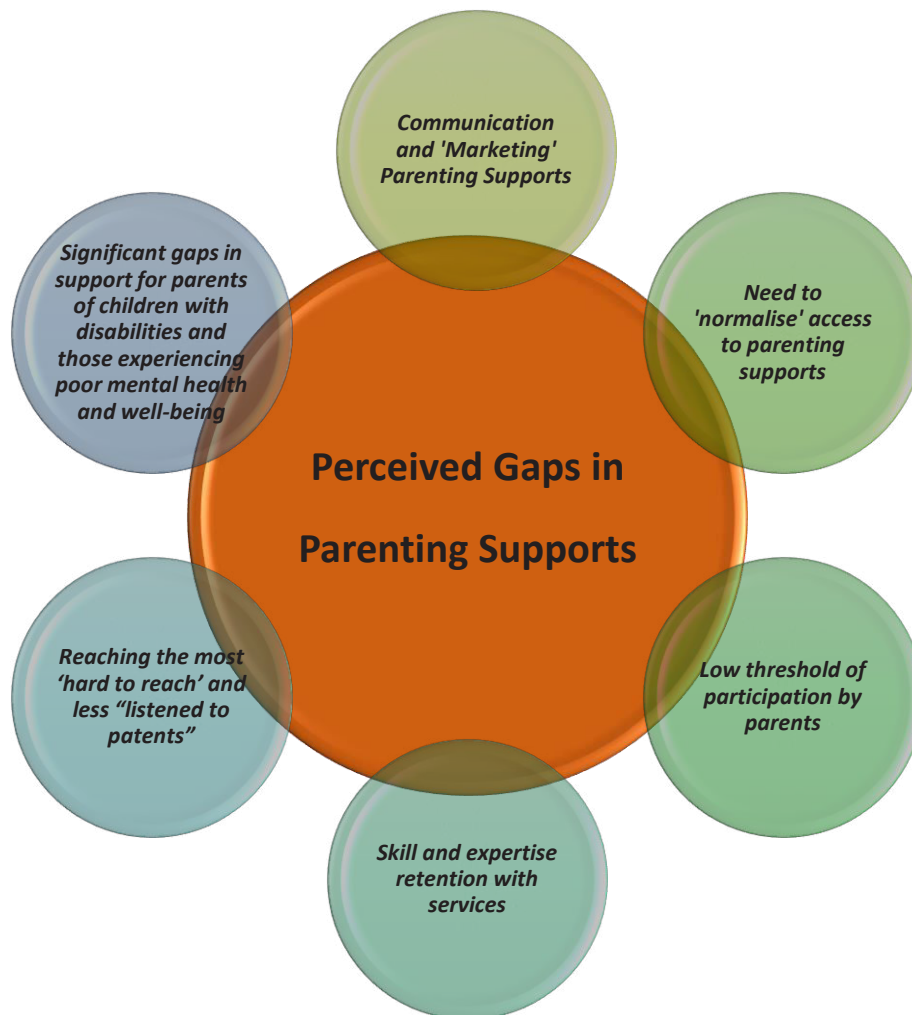 Communication
and 'Marketing'
Parenting Supports
Need to
'normalise' access
to parenting
supports
Low threshold of
participation by
parents
Skill and expertise
retention with
services
Reaching the most
‘hard to reach’ and
less “listened to
patents”
Significant gaps in
support for parents
of children with
disabilities and
those experiencing
poor mental health
and well-being
Perceived Gaps in
Parenting Supports